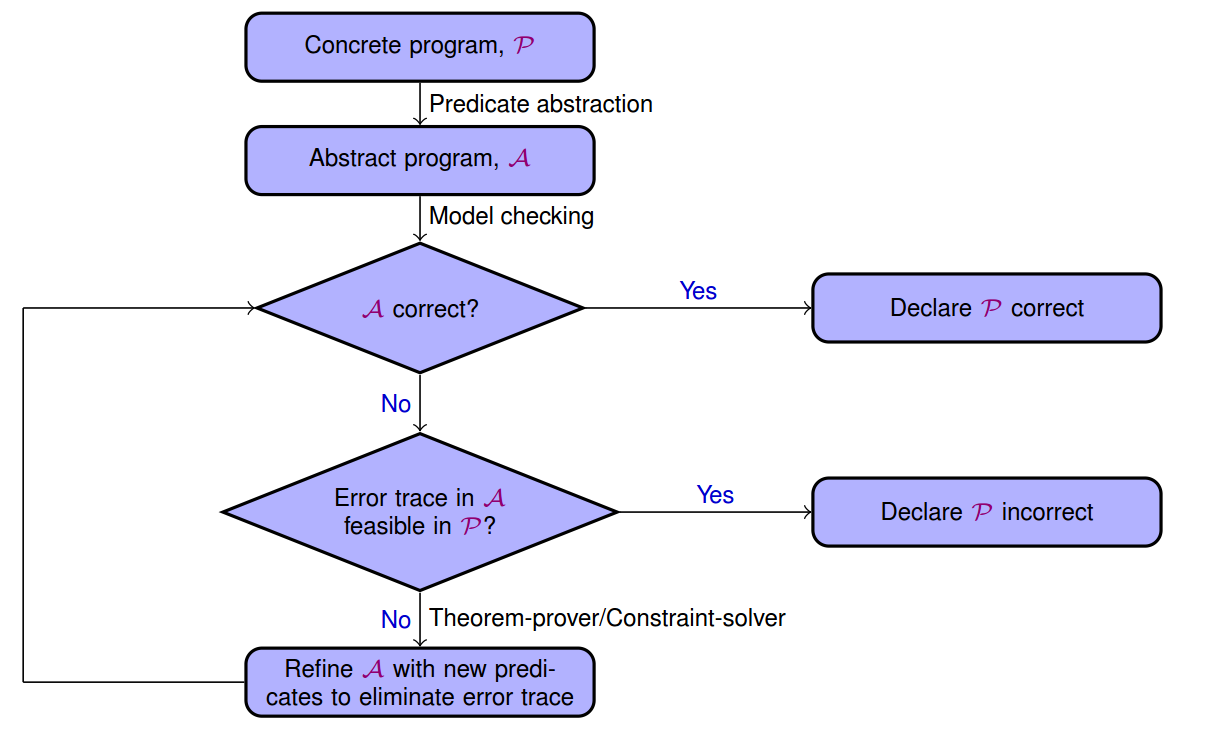 Concrete program, 𝒫
Predicate abstraction
Abstract program, 𝒜
Model checking
𝒜 correct?
Yes
Declare 𝒫 correct
No
Error trace in 𝒜
feasible in 𝒫?
Yes
Declare 𝒫 incorrect
No
Theorem-prover/Constraint-solver
Refine 𝒜 with new predi-
cates to eliminate error trace